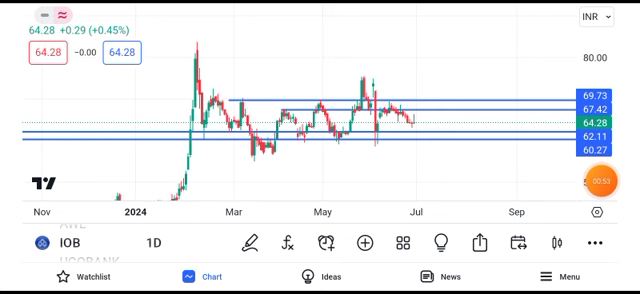 INR
64.28 +0.29 (+0.45%)
64.28 −0.00 64.28
80.00
69.73
67.42
64.28
62.11
60.27
00:53
Nov 2024 Mar May Jul Sep
IOB 1D
UCOBANK
Watchlist Chart Ideas News Menu